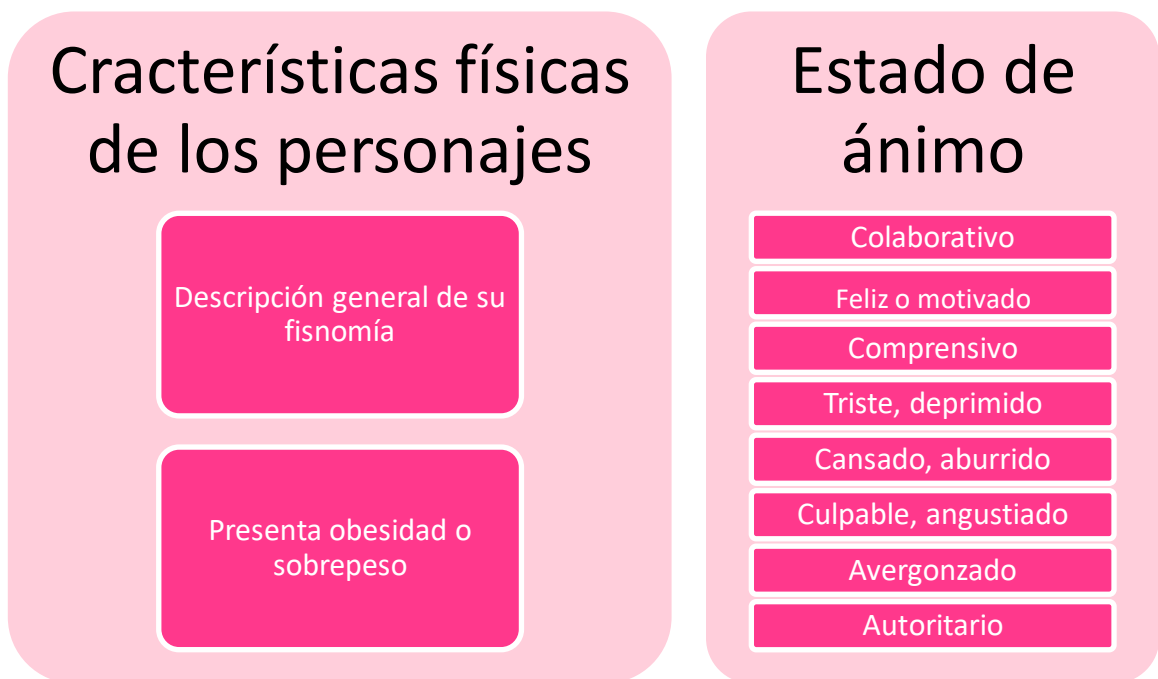 Cracterísticas físicas
de los personajes
Descripción general de su
fisnomía
Presenta obesidad o
sobrepeso
Estado de
ánimo
Colaborativo
Feliz o motivado
Comprensivo
Triste, deprimido
Cansado, aburrido
Culpable, angustiado
Avergonzado
Autoritario